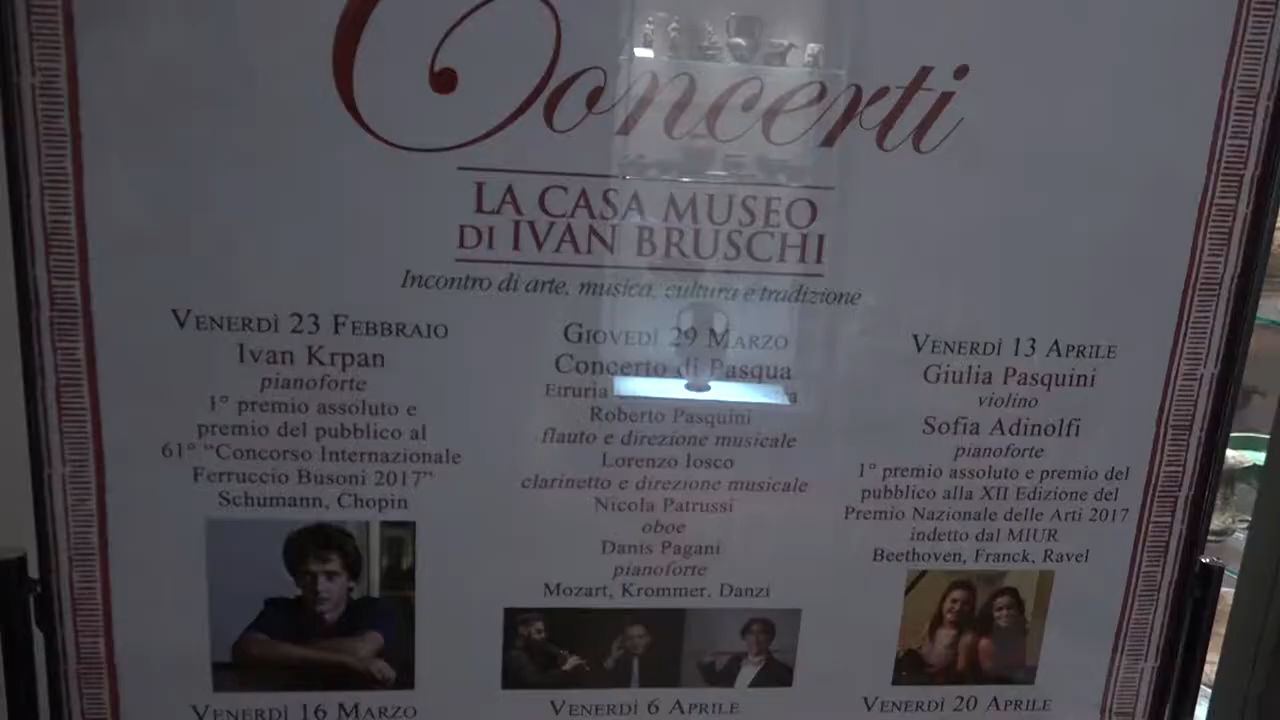 Concerti
LA CASA MUSEO
DI IVAN BRUSCHI
Incontro di arte, musica, cultura e tradizione
VENERDÌ 23 FEBBRAIO
Ivan Krpan
pianoforte
1° premio assoluto e
premio del pubblico al
61° "Concorso Internazionale
Ferruccio Busoni 2017"
Schumann, Chopin
VENERDÌ 16 MARZO
GIOVEDÌ 29 MARZO
Concerto di Pasqua
Etruria
Roberto Pasquini
flauto e direzione musicale
Lorenzo Iosco
clarinetto e direzione musicale
Nicola Patrussi
oboe
Danis Pagani
pianoforte
Mozart, Krommer, Danzi
VENERDÌ 6 APRILE
VENERDÌ 13 APRILE
Giulia Pasquini
violino
Sofia Adinolfi
pianoforte
1° premio assoluto e premio del
pubblico alla XII Edizione del
Premio Nazionale delle Arti 2017
indetto dal MIUR
Beethoven, Franck, Ravel
VENERDÌ 20 APRILE